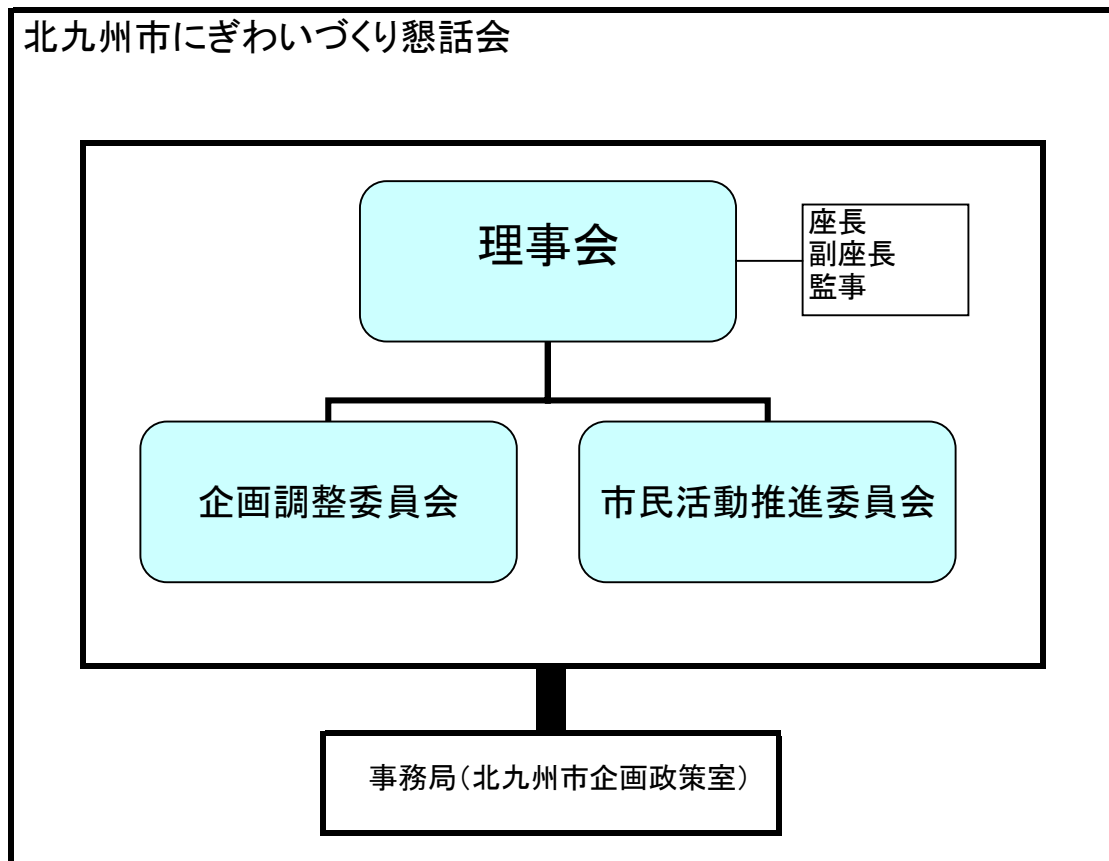 北九州市にぎわいづくり懇話会
理事会
座長
副座長
監事
企画調整委員会
市民活動推進委員会
事務局(北九州市企画政策室)